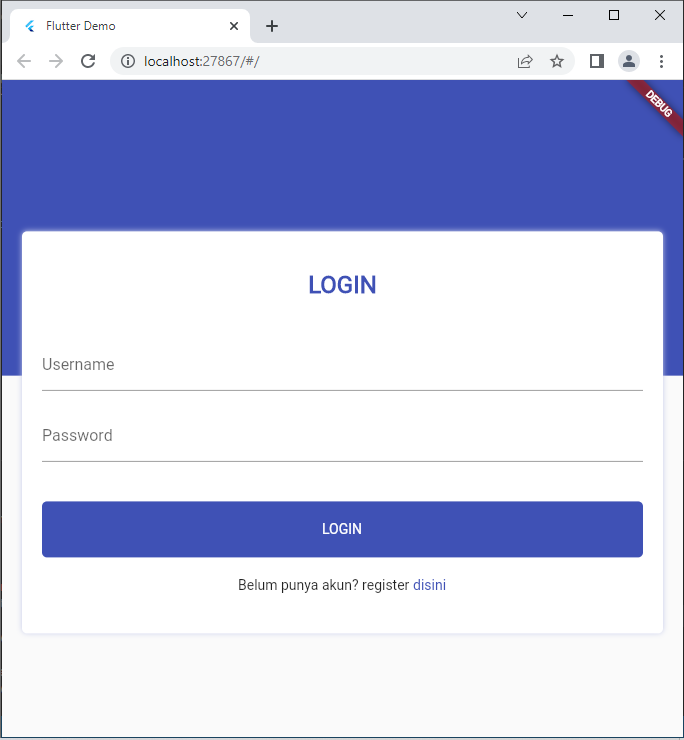 Flutter Demo
localhost:27867/#/
DEBUG
LOGIN
Username
Password
LOGIN
Belum punya akun? register disini